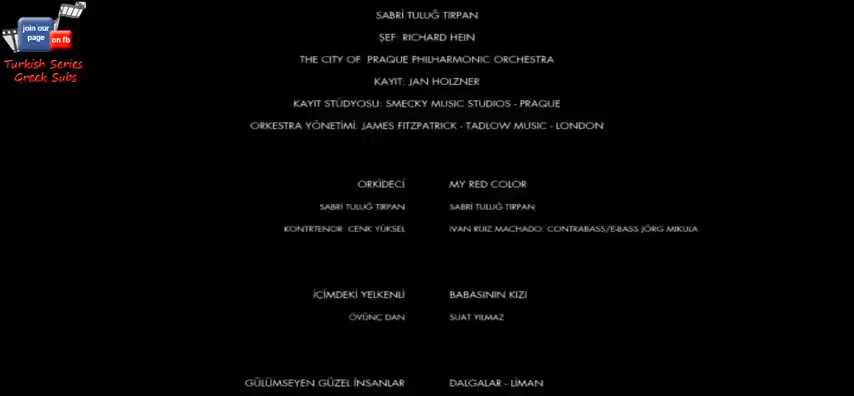 join our
page
on fb
Turkish Series
Greek Subs
SABRİ TULUĞ TIRPAN
ŞEF RICHARD HEIN
THE CITY OF PRAQUE PHILHARMONIC ORCHESTRA
KAYIT: JAN HOLZNER
KAYIT STÜDYOSU: SMECKY MUSIC STUDIOS - PRAQUE
ORKESTRA YÖNETİMİ: JAMES FITZPATRICK - TADLOW MUSIC - LONDON
ORKİDECİ
SABRİ TULUĞ TIRPAN
KONTRTENOR: CENK YÜKSEL
MY RED COLOR
SABRİ TULUĞ TIRPAN
IVAN RUIZ MACHADO: CONTRABASS/E-BASS JÖRG MIKULA
İÇİMDEKİ YELKENLİ
ÖVÜNÇ DAN
BABASININ KIZI
SUAT YILMAZ
GÜLÜMSEYEN GÜZEL İNSANLAR
DALGALAR - LİMAN